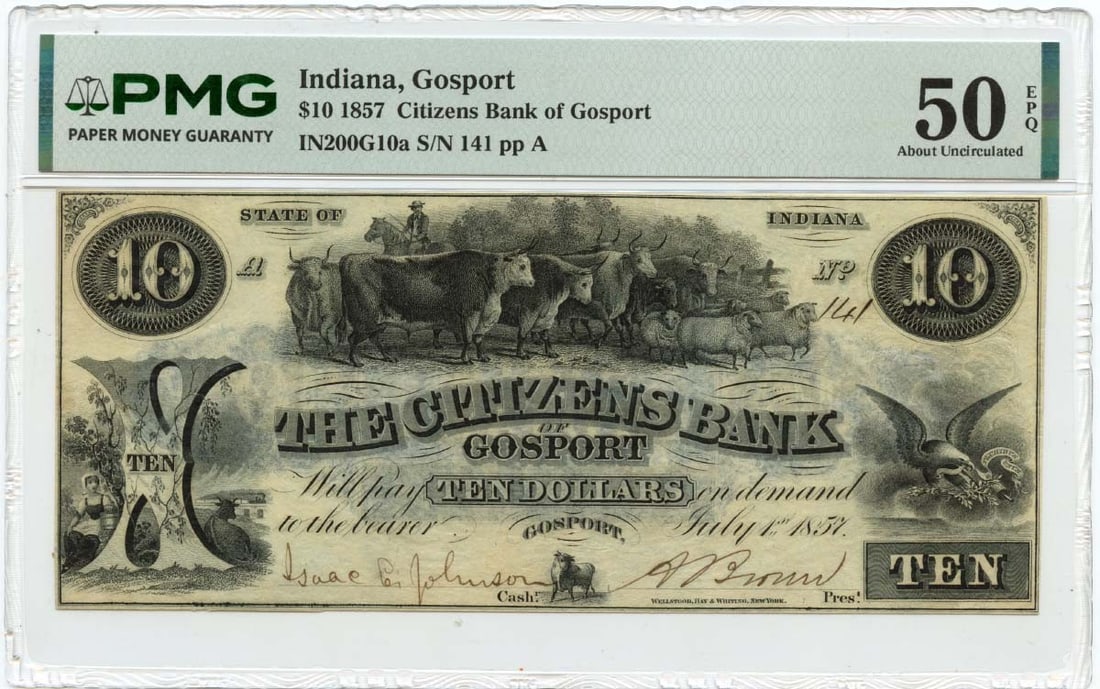 PMG
PAPER MONEY GUARANTY
Indiana, Gosport
$10 1857 Citizens Bank of Gosport
IN200G10a S/N 141 pp A
50
EPQ
About Uncirculated
STATE OF INDIANA
10 A Nº 10
141
THE CITIZENS BANK
OF
GOSPORT
TEN
Will pay TEN DOLLARS on demand
to the bearer GOSPORT, July 1st 1857.
Isaac E. Johnson A Brown
Cash! Pres!
WELLSTOOD, HAY & WHITING, NEW YORK.
TEN